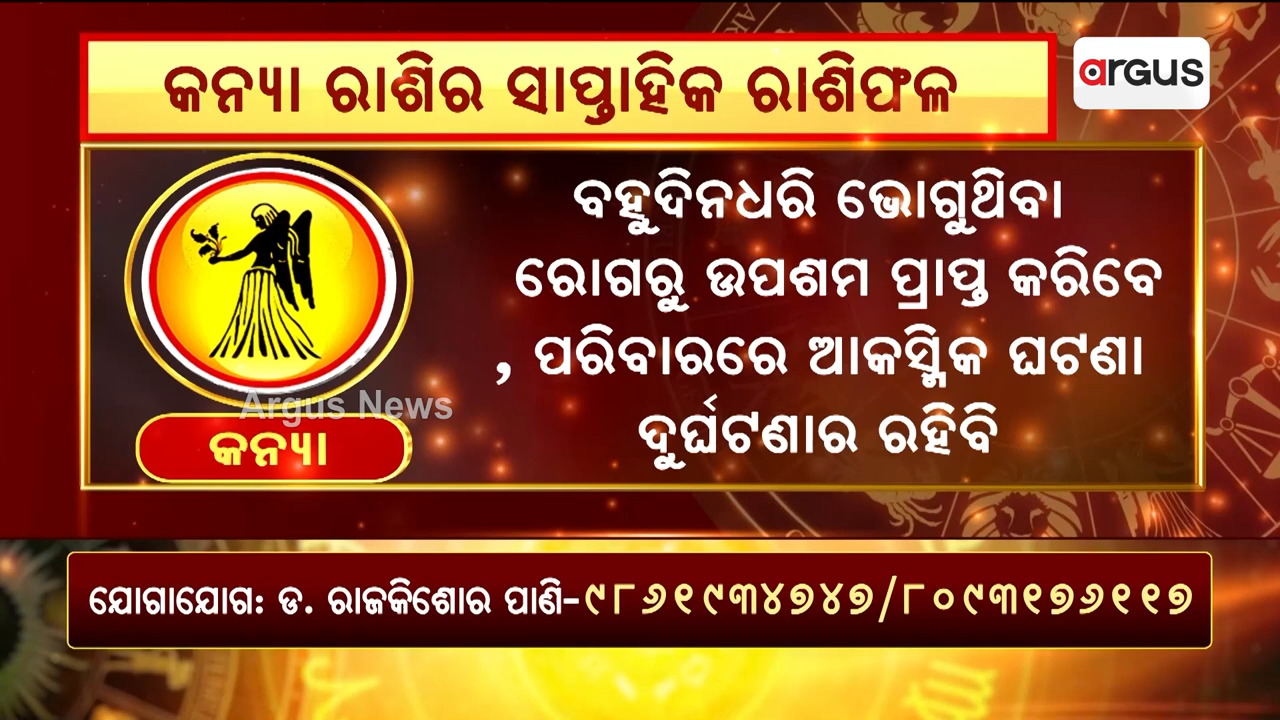 କନ୍ୟା ରାଶିର ସାପ୍ତାହିକ ରାଶିଫଳ
argus
ବହୁଦିନଧରି ଭୋଗୁଥିବା
ରୋଗରୁ ଉପଶମ ପ୍ରାପ୍ତ କରିବେ
, ପରିବାରରେ ଆକସ୍ମିକ ଘଟଣା
ଦୁର୍ଘଟଣାର ରହିବି
Argus News
କନ୍ୟା
ଯୋଗାଯୋଗ: ଡ. ରାଜକିଶୋର ପାଣି-୯୮୬୧୯୩୪୭୪୭/୮୦୯୩୧୭୬୧୧୭